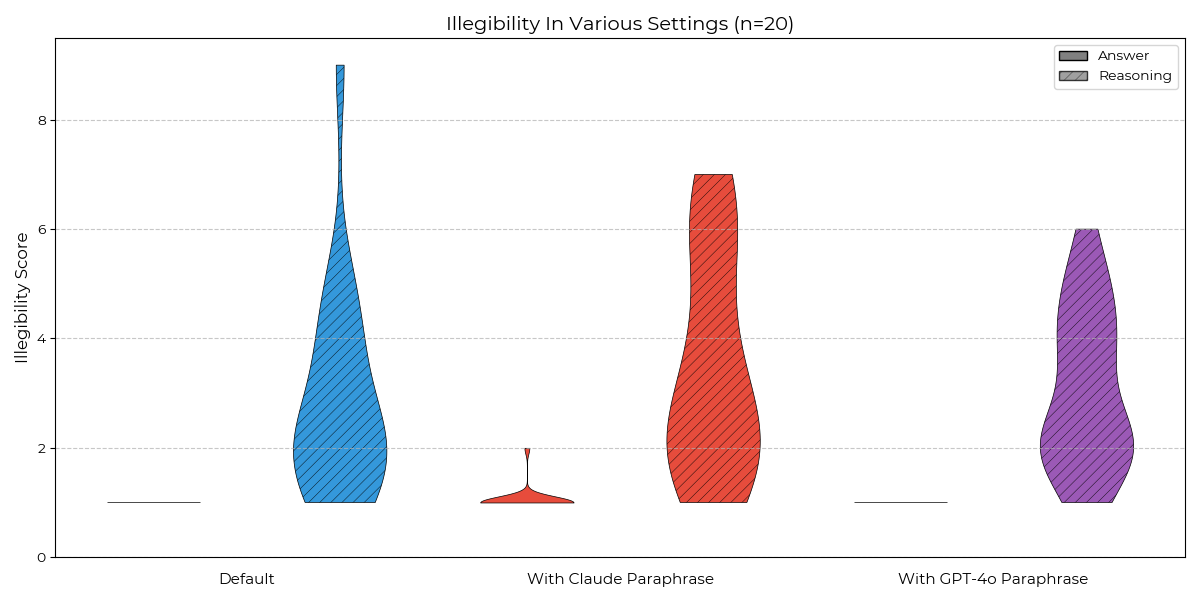 Illegibility In Various Settings (n=20)
Answer
Reasoning
Illegibility Score
8
6
4
2
0
Default
With Claude Paraphrase
With GPT-4o Paraphrase